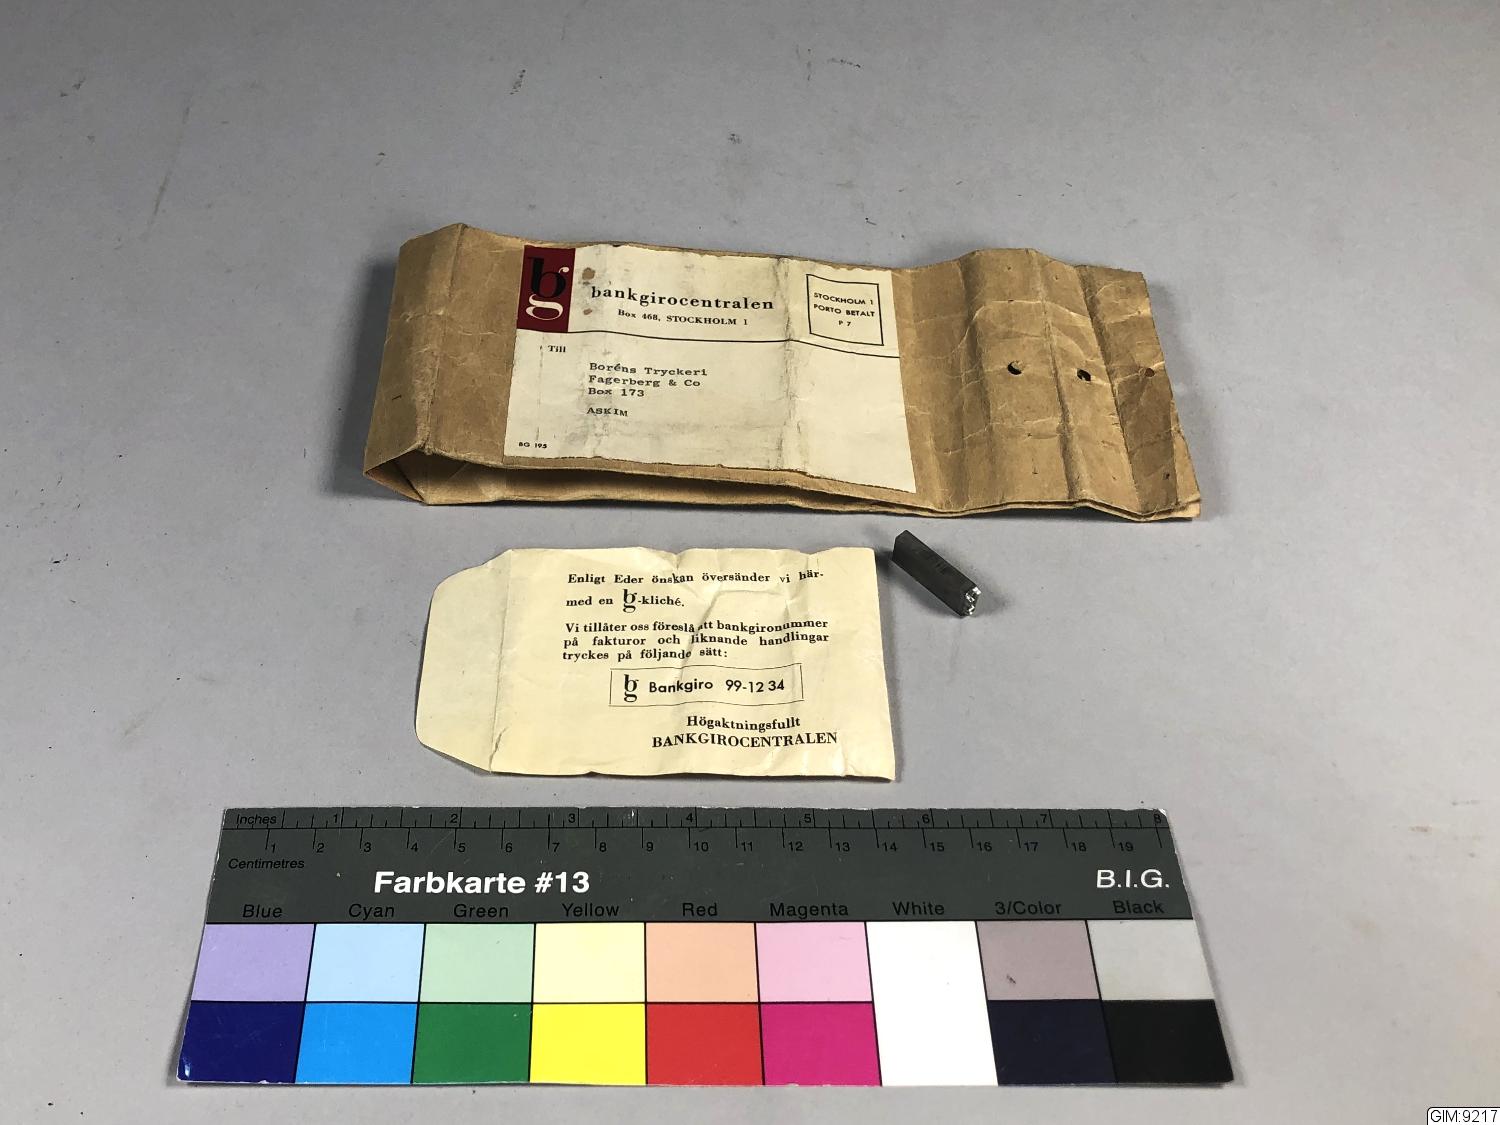 bg
bankgirocentralen
Box 468, STOCKHOLM 1
STOCKHOLM 1
PORTO BETALT
P 7
Till
Boréns Tryckeri
Fagerberg & Co
Box 173
ASKIM
BG 195
Enligt Eder önskan översänder vi här-
med en bg-kliché.
Vi tillåter oss föreslå att bankgironummer
på fakturor och liknande handlingar
tryckes på följande sätt:
bg Bankgiro 99-12 34
Högaktningsfullt
BANKGIROCENTRALEN
Inches 1 2 3 4 5 6 7 8
1 2 3 4 5 6 7 8 9 10 11 12 13 14 15 16 17 18 19
Centimetres
Farbkarte #13 B.I.G.
Blue Cyan Green Yellow Red Magenta White 3/Color Black
GIM:9217